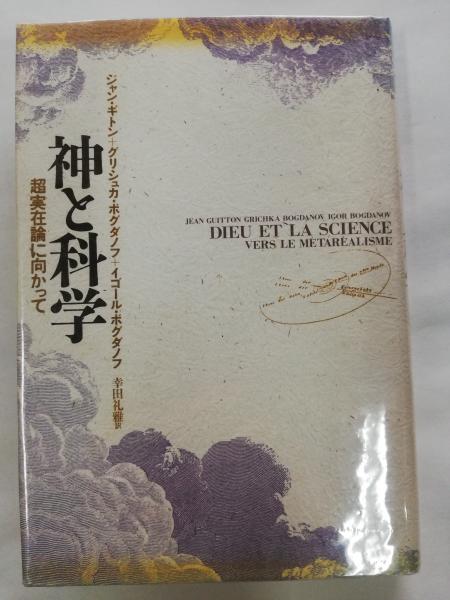 ジャン・ギトン+グリシュカ・ボグダノフ+イゴール・ボグダノフ
幸田礼雅訳
神と科学
超実在論に向かって
JEAN GUITTON GRICHKA BOGDANOV IGOR BOGDANOV
DIEU ET LA SCIENCE
VERS LE MÉTARÉALISME